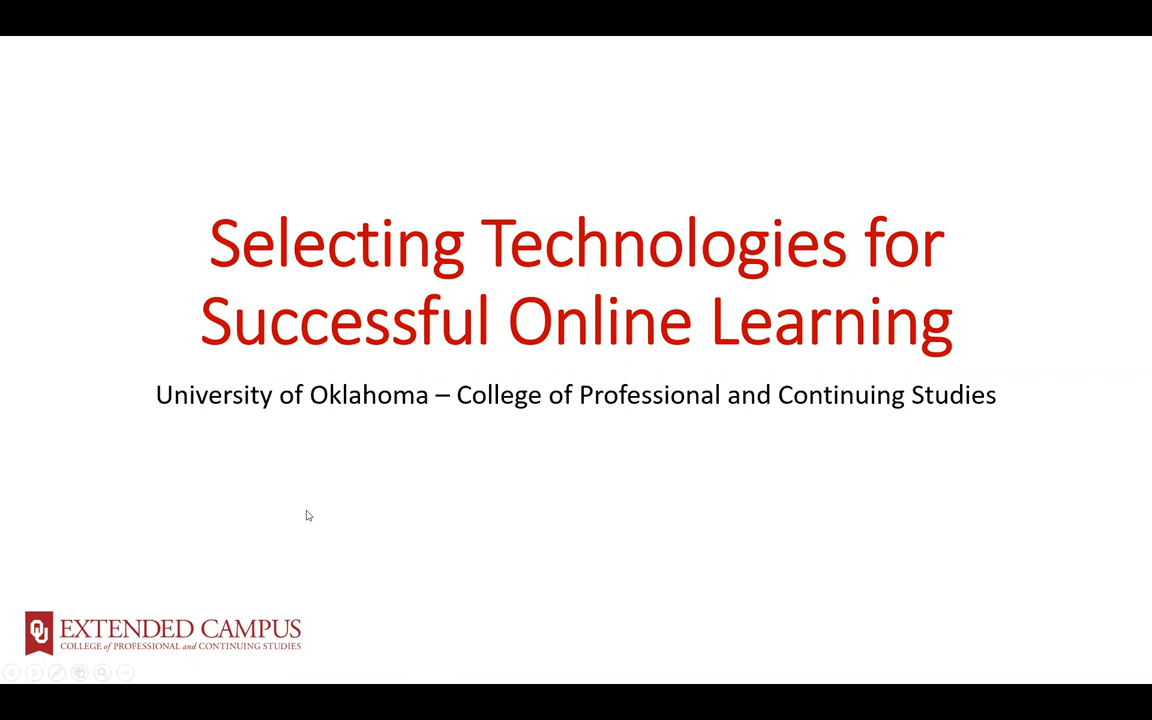 Selecting Technologies for
Successful Online Learning
University of Oklahoma – College of Professional and Continuing Studies
OU EXTENDED CAMPUS
COLLEGE of PROFESSIONAL and CONTINUING STUDIES